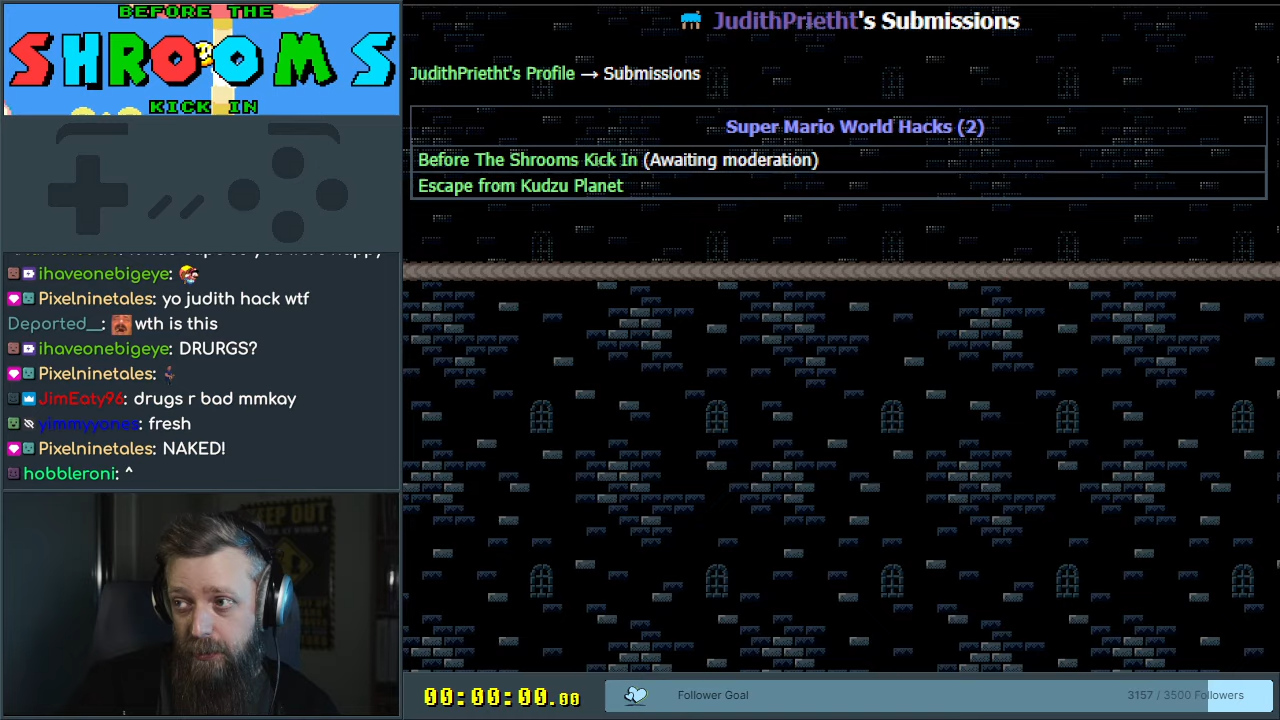 BEFORE THE
SHROOMS
KICK IN
ihaveonebigeye:
Pixelninetales: yo judith hack wtf
Deported__: wth is this
ihaveonebigeye: DRURGS?
Pixelninetales:
JimEaty96: drugs r bad mmkay
yimmyyanes: fresh
Pixelninetales: NAKED!
hobbleroni: ^
JudithPrietht's Submissions
JudithPrietht's Profile → Submissions
Super Mario World Hacks (2)
Before The Shrooms Kick In (Awaiting moderation)
Escape from Kudzu Planet
KEEP OUT
00:00:00.00
Follower Goal
3157 / 3500 Followers